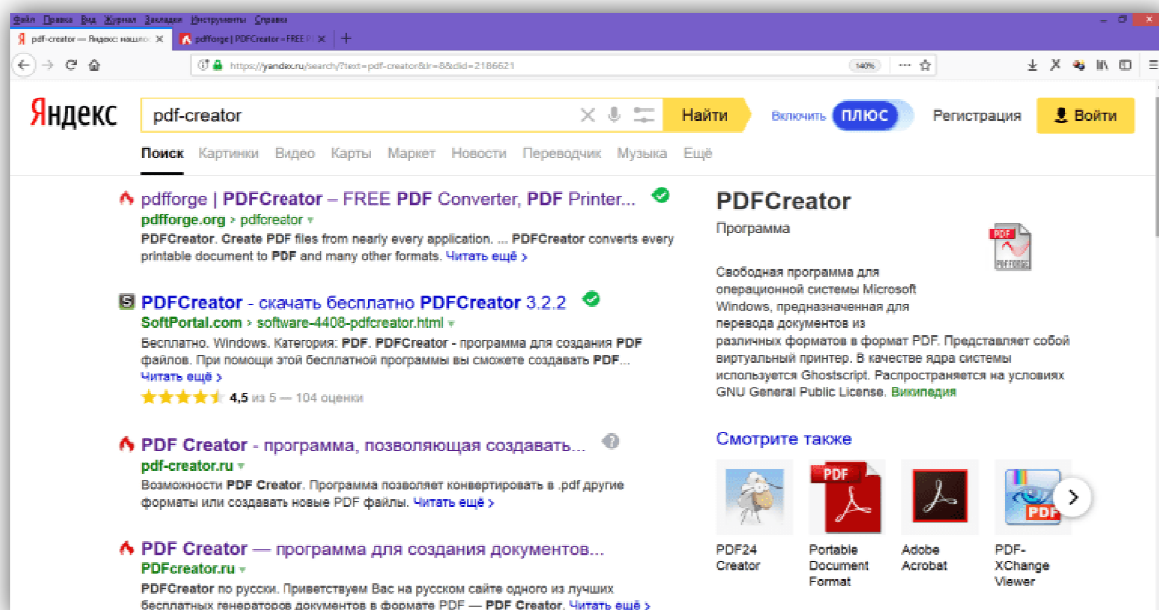 Файл Правка Вид Журнал Закладки Инструменты Справка
pdf-creator — Яндекс: нашлос
pdfforge | PDFCreator – FREE P
https://yandex.ru/search/?text=pdf-creator&lr=8&clid=2186621
140%
Яндекс
pdf-creator
Найти
Включить ПЛЮС
Регистрация
Войти
Поиск Картинки Видео Карты Маркет Новости Переводчик Музыка Ещё
pdfforge | PDFCreator – FREE PDF Converter, PDF Printer...
pdfforge.org › pdfcreator
PDFCreator. Create PDF files from nearly every application. ... PDFCreator converts every
printable document to PDF and many other formats. Читать ещё ›
S PDFCreator - скачать бесплатно PDFCreator 3.2.2
SoftPortal.com › software-4408-pdfcreator.html
Бесплатно. Windows. Категория: PDF. PDFCreator - программа для создания PDF
файлов. При помощи этой бесплатной программы вы сможете создавать PDF...
Читать ещё ›
4,5 из 5 — 104 оценки
PDF Creator - программа, позволяющая создавать...
pdf-creator.ru
Возможности PDF Creator. Программа позволяет конвертировать в .pdf другие
форматы или создавать новые PDF файлы. Читать ещё ›
PDF Creator — программа для создания документов...
PDFcreator.ru
PDFCreator по русски. Приветствуем Вас на русском сайте одного из лучших
бесплатных генераторов документов в формате PDF — PDF Creator. Читать ещё ›
PDFCreator
Программа
PDF
PDFFORGE
Свободная программа для
операционной системы Microsoft
Windows, предназначенная для
перевода документов из
различных форматов в формат PDF. Представляет собой
виртуальный принтер. В качестве ядра системы
используется Ghostscript. Распространяется на условиях
GNU General Public License. Википедия
Смотрите также
PDF
PDF
PDF24
Creator
Portable
Document
Format
Adobe
Acrobat
PDF-
XChange
Viewer